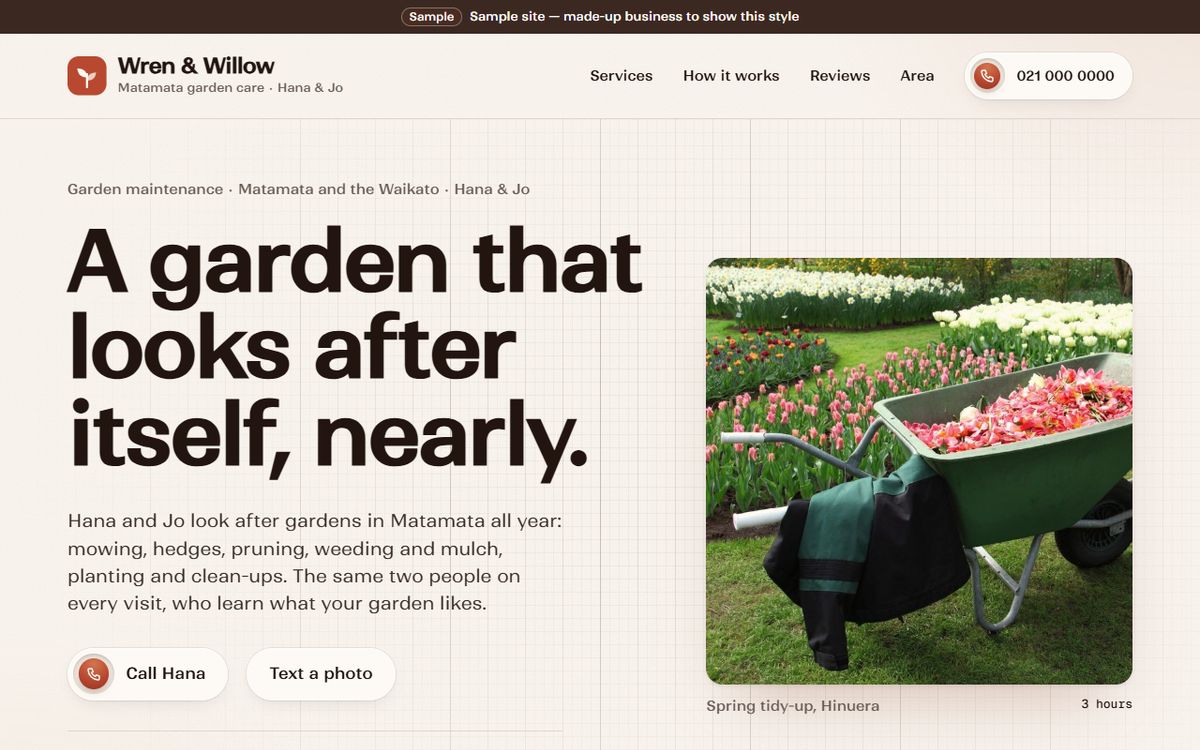 Sample Sample site — made-up business to show this style
Wren & Willow
Matamata garden care · Hana & Jo
Services How it works Reviews Area 021 000 0000
Garden maintenance · Matamata and the Waikato · Hana & Jo
A garden that
looks after
itself, nearly.
Hana and Jo look after gardens in Matamata all year:
mowing, hedges, pruning, weeding and mulch,
planting and clean-ups. The same two people on
every visit, who learn what your garden likes.
Call Hana Text a photo
Spring tidy-up, Hinuera 3 hours